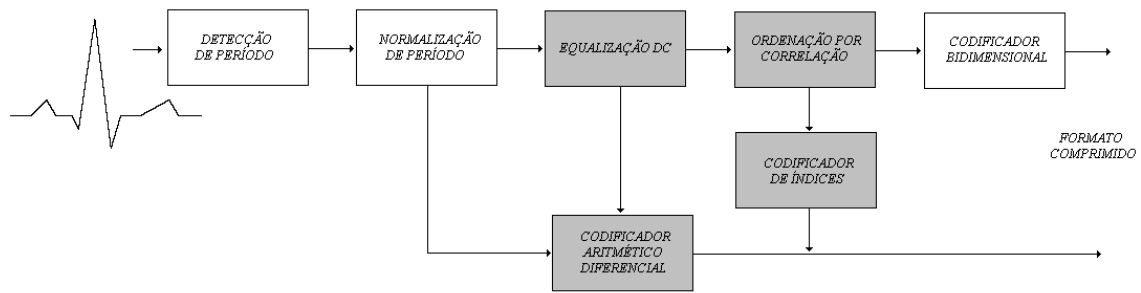 DETECÇÃO
DE PERÍODO
NORMALIZAÇÃO
DE PERÍODO
EQUALIZAÇÃO DC
ORDENAÇÃO POR
CORRELAÇÃO
CODIFICADOR
BIDIMENSIONAL
CODIFICADOR
DE ÍNDICES
FORMATO
COMPRIMIDO
CODIFICADOR
ARITMÉTICO
DIFERENCIAL